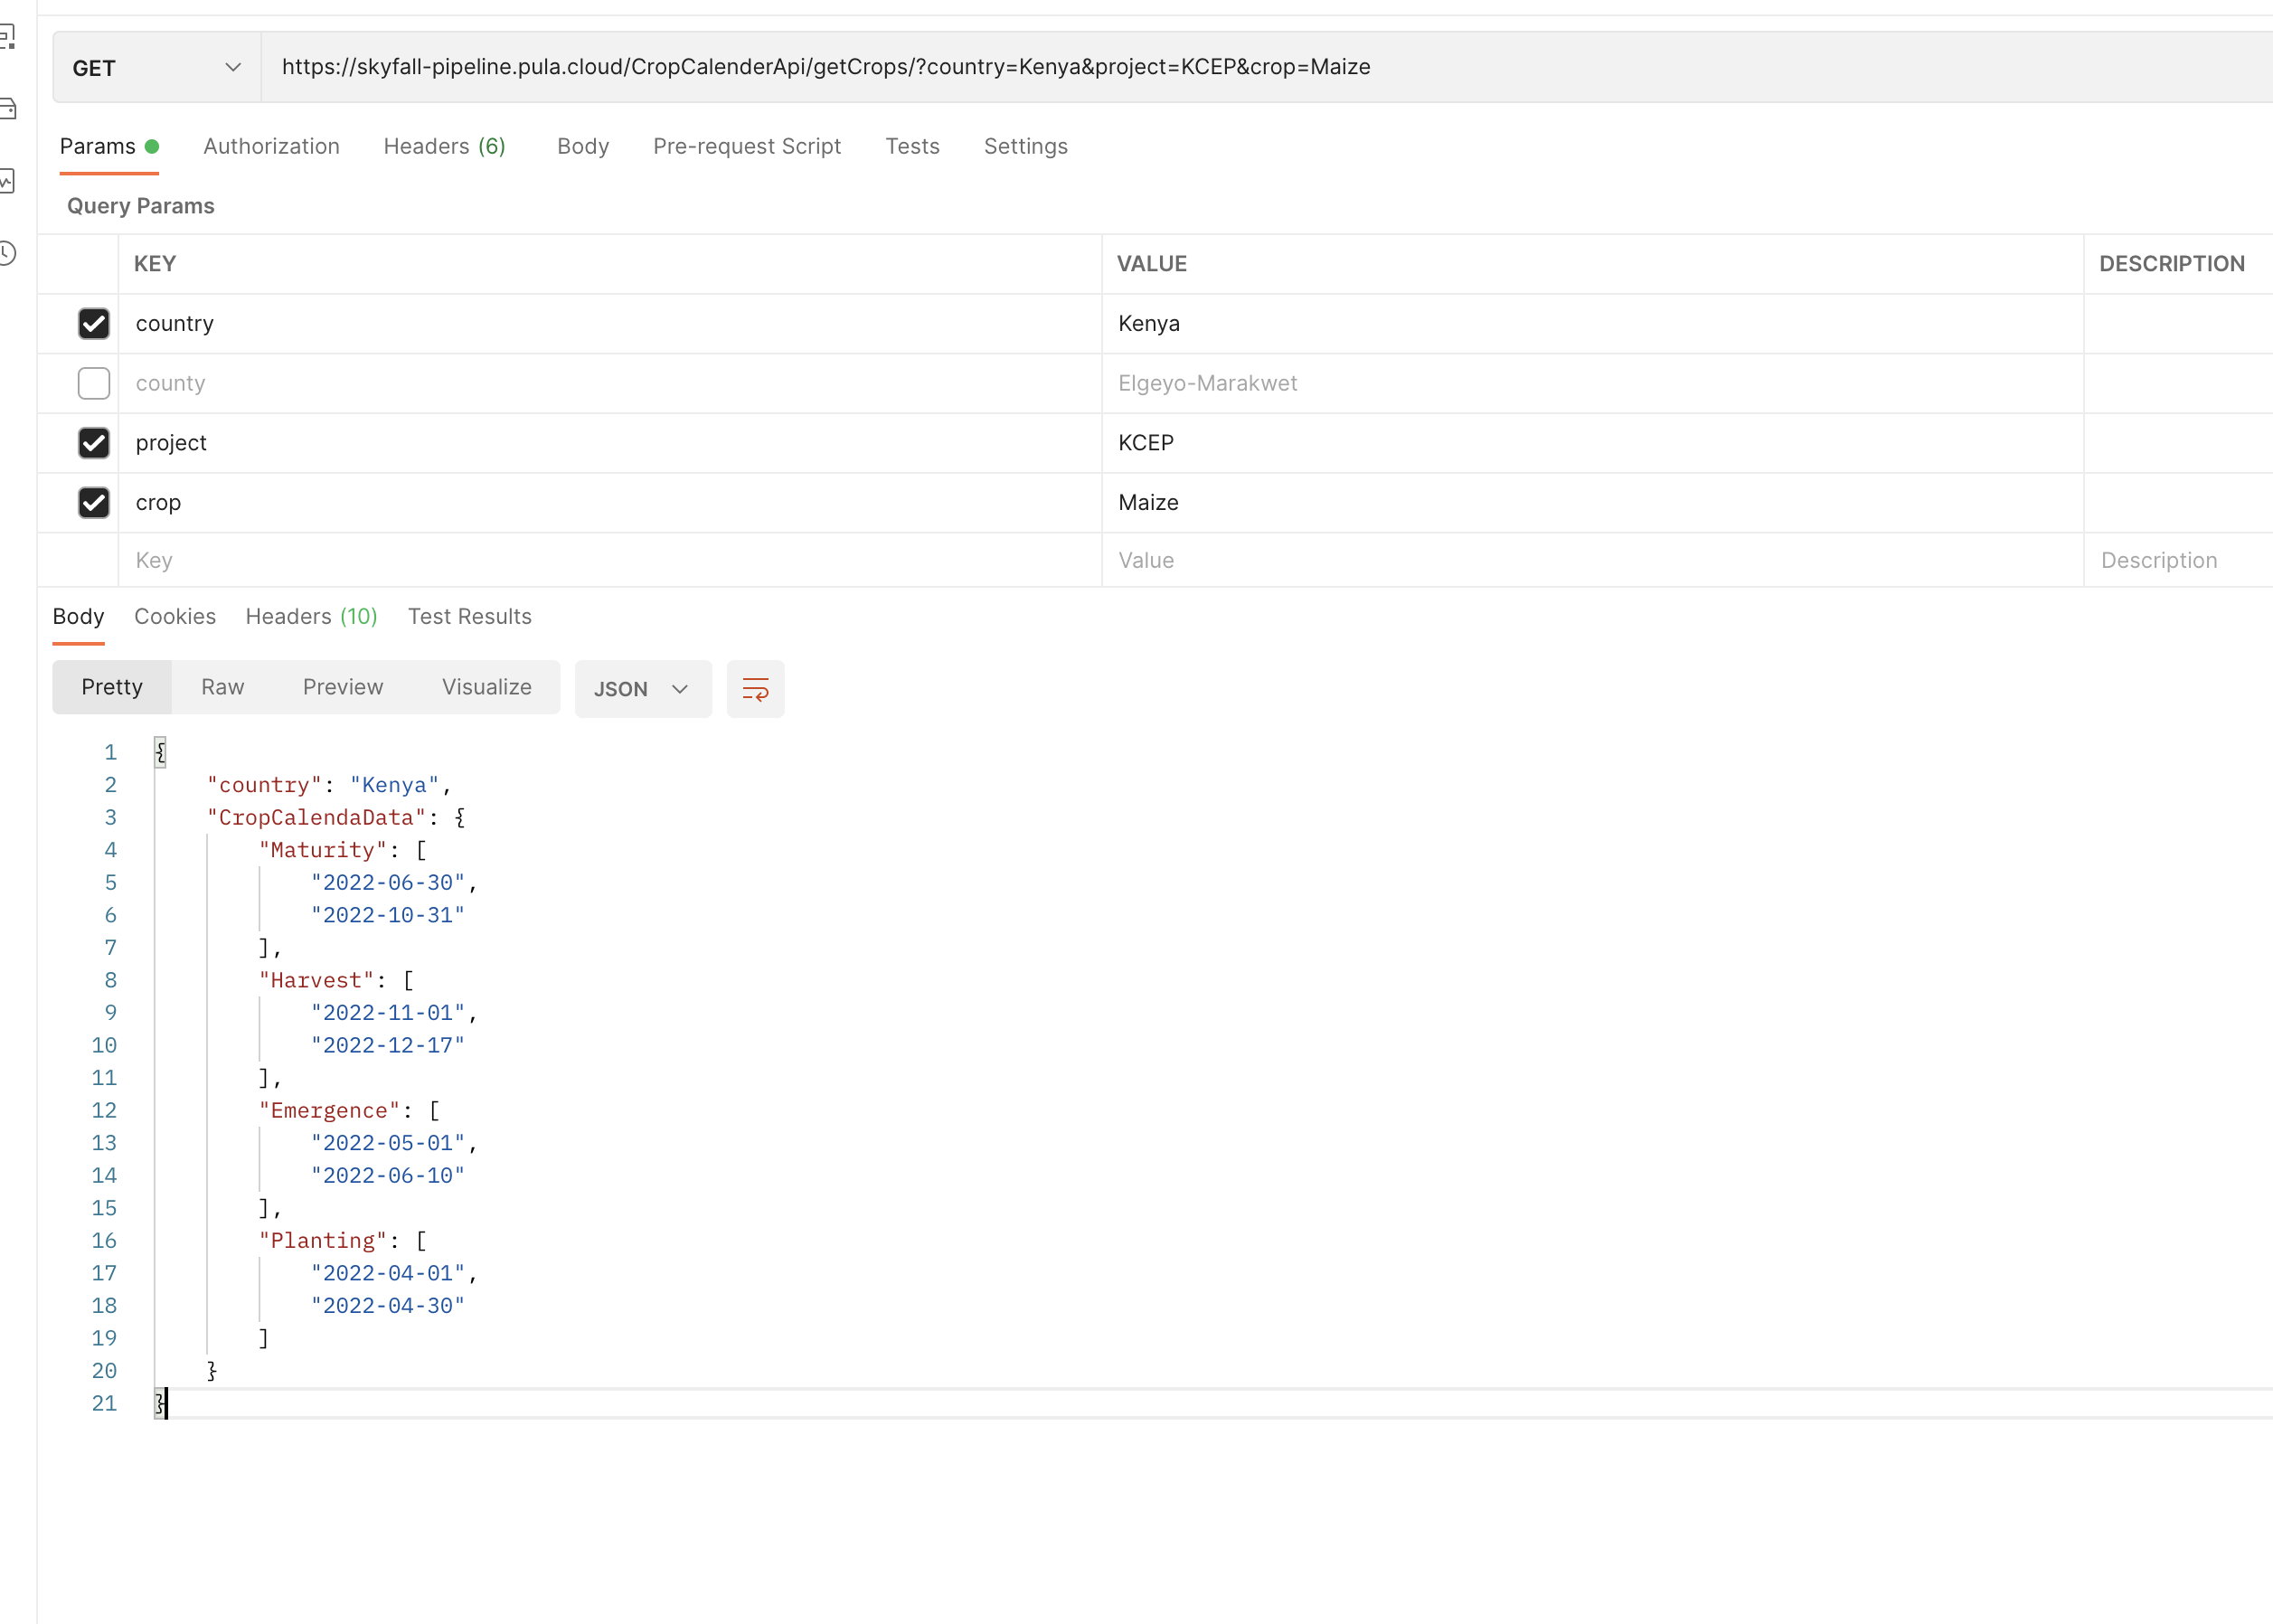 GET https://skyfall-pipeline.pula.cloud/CropCalenderApi/getCrops/?country=Kenya&project=KCEP&crop=Maize
Params Authorization Headers (6) Body Pre-request Script Tests Settings
Query Params
KEY VALUE DESCRIPTION
country Kenya
county Elgeyo-Marakwet
project KCEP
crop Maize
Key Value Description
Body Cookies Headers (10) Test Results
Pretty Raw Preview Visualize JSON
1 {
2 "country": "Kenya",
3 "CropCalendaData": {
4 "Maturity": [
5 "2022-06-30",
6 "2022-10-31"
7 ],
8 "Harvest": [
9 "2022-11-01",
10 "2022-12-17"
11 ],
12 "Emergence": [
13 "2022-05-01",
14 "2022-06-10"
15 ],
16 "Planting": [
17 "2022-04-01",
18 "2022-04-30"
19 ]
20 }
21 }